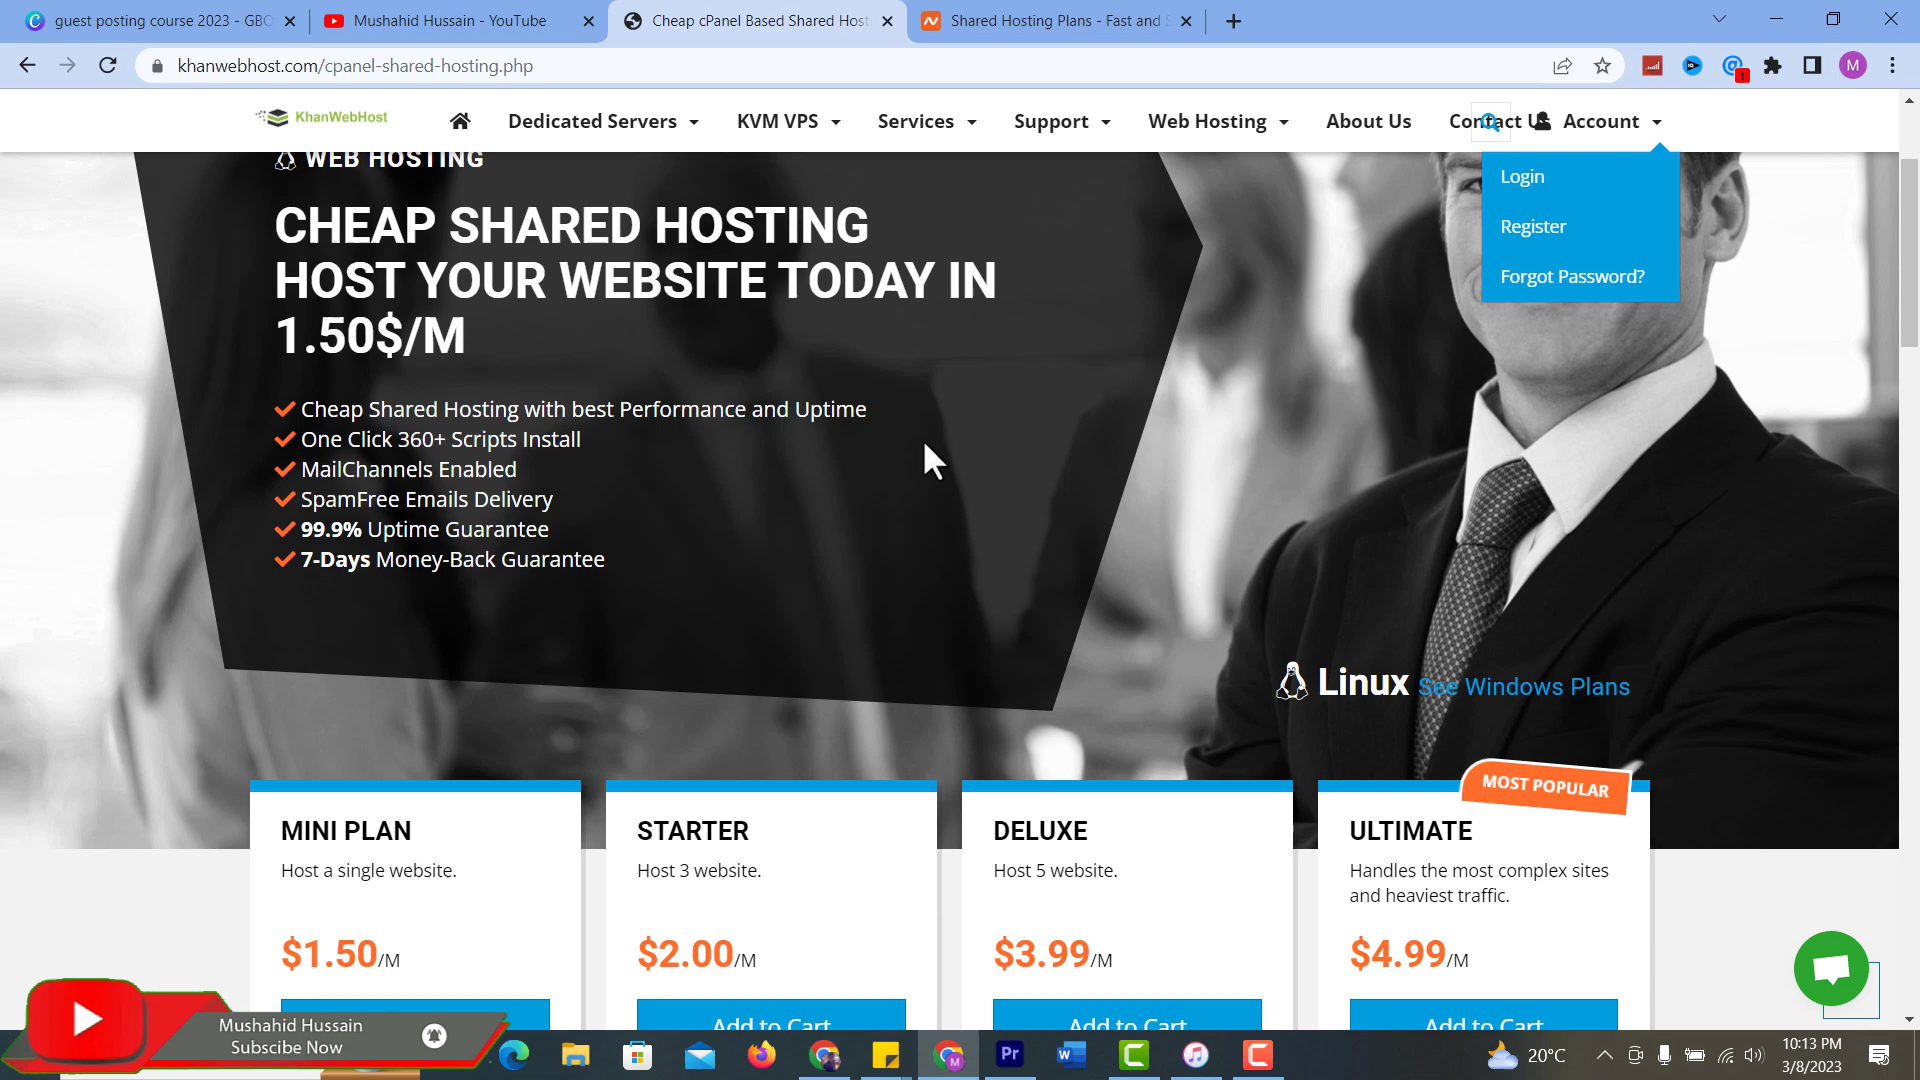 guest posting course 2023 - GBO
Mushahid Hussain - YouTube
Cheap cPanel Based Shared Host
Shared Hosting Plans - Fast and S
khanwebhost.com/cpanel-shared-hosting.php
1
M
KhanWebHost
Dedicated Servers
KVM VPS
Services
Support
Web Hosting
About Us
Contact U
Account
Login
Register
Forgot Password?
WEB HOSTING
CHEAP SHARED HOSTING
HOST YOUR WEBSITE TODAY IN
1.50$/M
Cheap Shared Hosting with best Performance and Uptime
One Click 360+ Scripts Install
MailChannels Enabled
SpamFree Emails Delivery
99.9% Uptime Guarantee
7-Days Money-Back Guarantee
Linux See Windows Plans
MOST POPULAR
MINI PLAN
Host a single website.
$1.50/M
STARTER
Host 3 website.
$2.00/M
Add to Cart
DELUXE
Host 5 website.
$3.99/M
Add to Cart
ULTIMATE
Handles the most complex sites
and heaviest traffic.
$4.99/M
Add to Cart
Mushahid Hussain
Subscibe Now
M
Pr
W
20°C
10:13 PM
3/8/2023